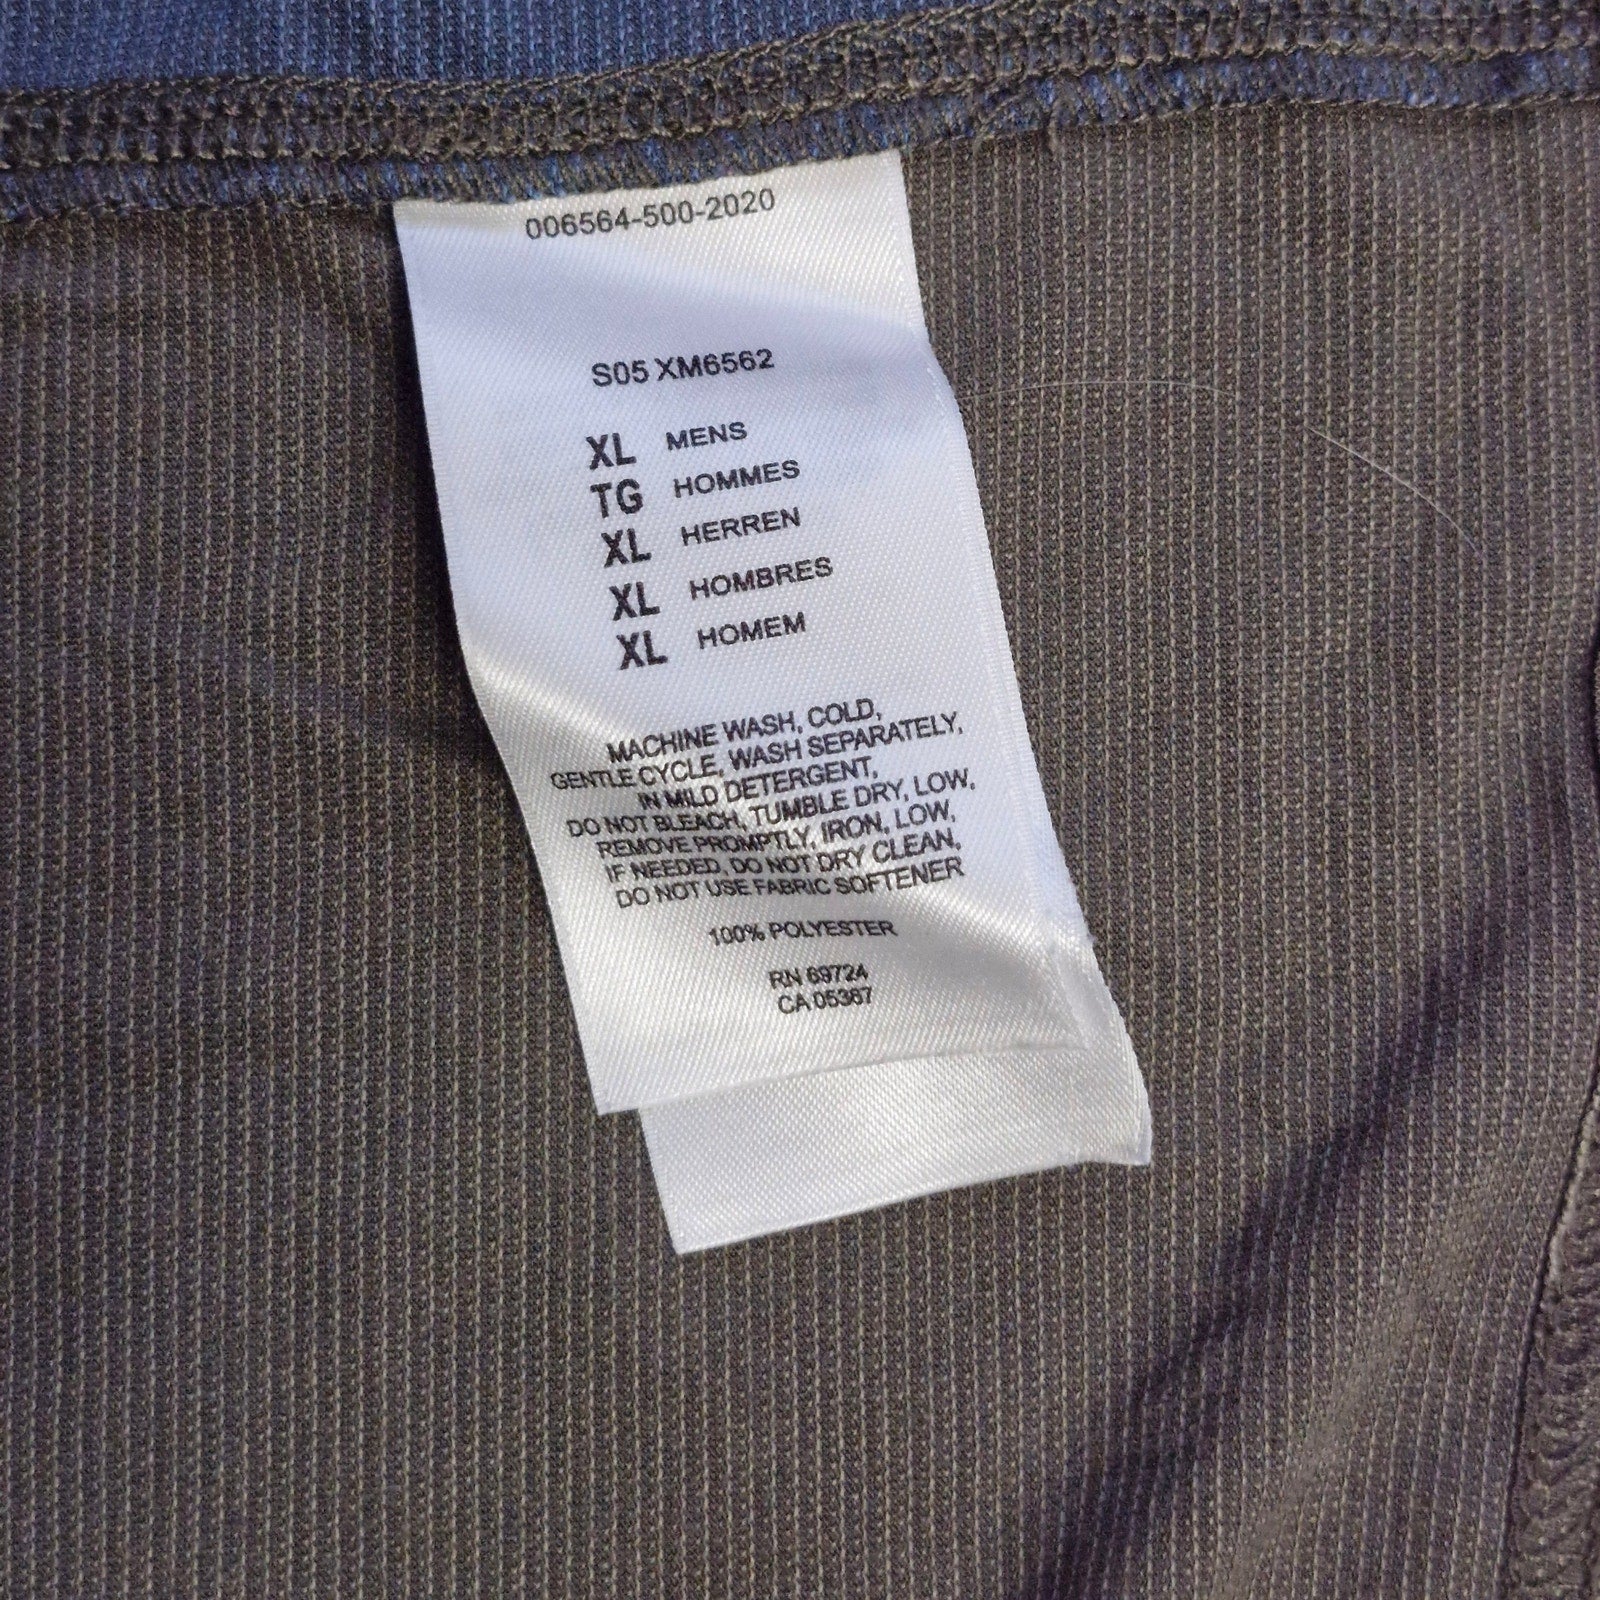 006564-500-2020
S05 XM6562
XL MENS
TG HOMMES
XL HERREN
XL HOMBRES
XL HOMEM
MACHINE WASH, COLD,
GENTLE CYCLE, WASH SEPARATELY,
IN MILD DETERGENT,
DO NOT BLEACH, TUMBLE DRY, LOW,
REMOVE PROMPTLY, IRON, LOW,
IF NEEDED, DO NOT DRY CLEAN,
DO NOT USE FABRIC SOFTENER
100% POLYESTER
RN 69724
CA 05367